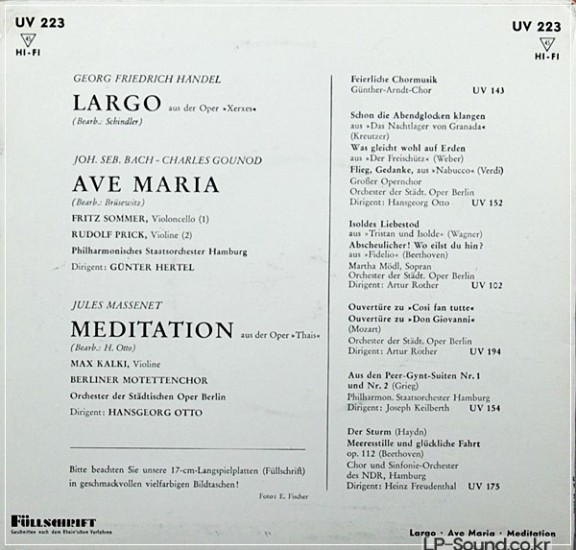 UV 223
45
HI-FI
UV 223
45
HI-FI
GEORG FRIEDRICH HÄNDEL
LARGO aus der Oper »Xerxes«
(Bearb.: Schindler)
JOH. SEB. BACH - CHARLES GOUNOD
AVE MARIA
(Bearb.: Brüsewitz)
FRITZ SOMMER, Violoncello (1)
RUDOLF PRICK, Violine (2)
Philharmonisches Staatsorchester Hamburg
Dirigent: GÜNTER HERTEL
JULES MASSENET
MEDITATION aus der Oper »Thais«
(Bearb.: H. Otto)
MAX KALKI, Violine
BERLINER MOTETTENCHOR
Orchester der Städtischen Oper Berlin
Dirigent: HANSGEORG OTTO
Bitte beachten Sie unsere 17-cm-Langspielplatten (Füllschrift)
in geschmackvollen vielfarbigen Bildtaschen!
Foto: E. Fischer
FÜLLSCHRIFT
Geschnitten nach dem Rhein'schen Verfahren
Feierliche Chormusik
Günther-Arndt-Chor UV 143
Schon die Abendglocken klangen
aus »Das Nachtlager von Granada«
(Kreutzer)
Was gleicht wohl auf Erden
aus »Der Freischütz« (Weber)
Flieg, Gedanke, aus »Nabucco« (Verdi)
Großer Opernchor
Orchester der Städt. Oper Berlin
Dirigent: Hansgeorg Otto UV 152
Isoldes Liebestod
aus »Tristan und Isolde« (Wagner)
Abscheulicher! Wo eilst du hin?
aus »Fidelio« (Beethoven)
Martha Mödl, Sopran
Orchester der Städt. Oper Berlin
Dirigent: Artur Rother UV 102
Ouvertüre zu »Cosi fan tutte«
Ouvertüre zu »Don Giovanni«
(Mozart)
Orchester der Städt. Oper Berlin
Dirigent: Artur Rother UV 194
Aus den Peer-Gynt-Suiten Nr. 1
und Nr. 2 (Grieg)
Philharmon. Staatsorchester Hamburg
Dirigent: Joseph Keilberth UV 154
Der Sturm (Haydn)
Meeresstille und glückliche Fahrt
op. 112 (Beethoven)
Chor und Sinfonie-Orchester
des NDR, Hamburg
Dirigent: Heinz Freudenthal UV 175
Largo · Ave Maria · Meditation
LP-Sound.co.kr